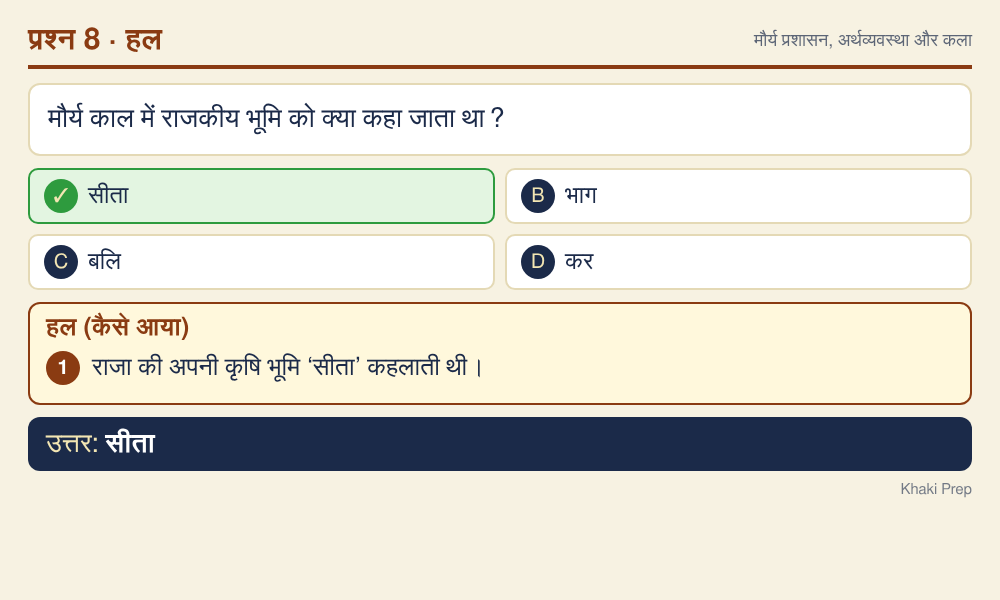 प्रश्न 8 · हल
मौर्य प्रशासन, अर्थव्यवस्था और कला
मौर्य काल में राजकीय भूमि को क्या कहा जाता था ?
✓ सीता
B भाग
C बलि
D कर
हल (कैसे आया)
1 राजा की अपनी कृषि भूमि ‘सीता’ कहलाती थी।
उत्तर: सीता
Khaki Prep